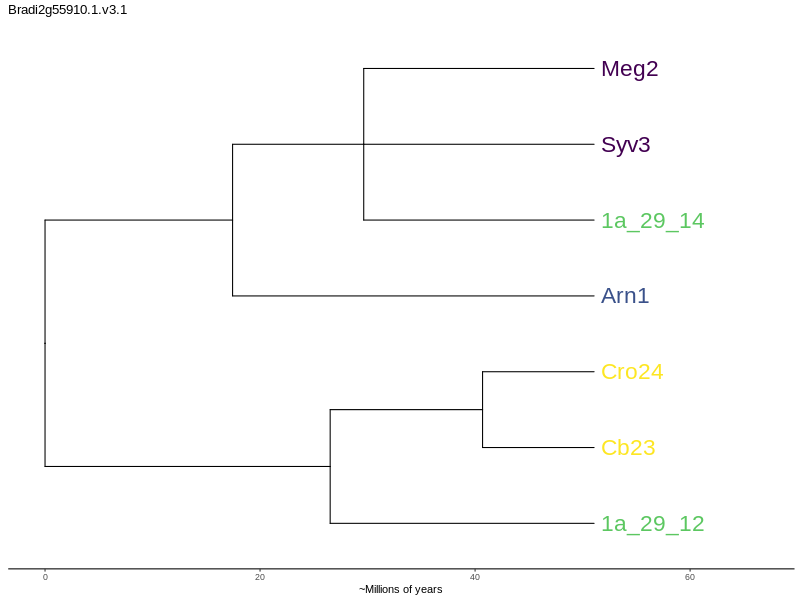 Bradi2g55910.1.v3.1
Meg2
Syv3
1a_29_14
Arn1
Cro24
Cb23
1a_29_12
0 20 40 60
~Millions of years